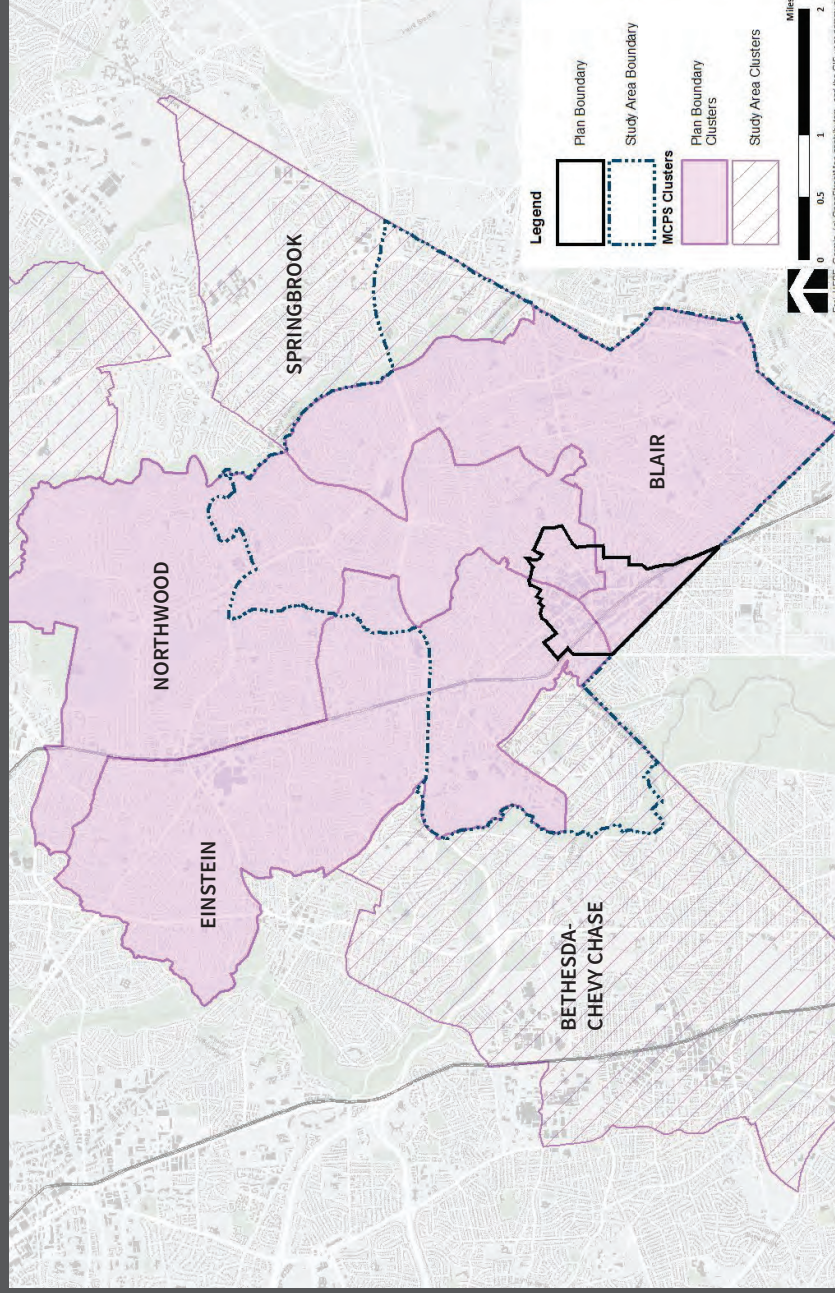 SPRINGBROOK
NORTHWOOD
BLAIR
EINSTEIN
BETHESDA-
CHEVY CHASE
Legend
Plan Boundary
Study Area Boundary
MCPS Clusters
Plan Boundary
Clusters
Study Area Clusters
Miles
0 0.5 1 2